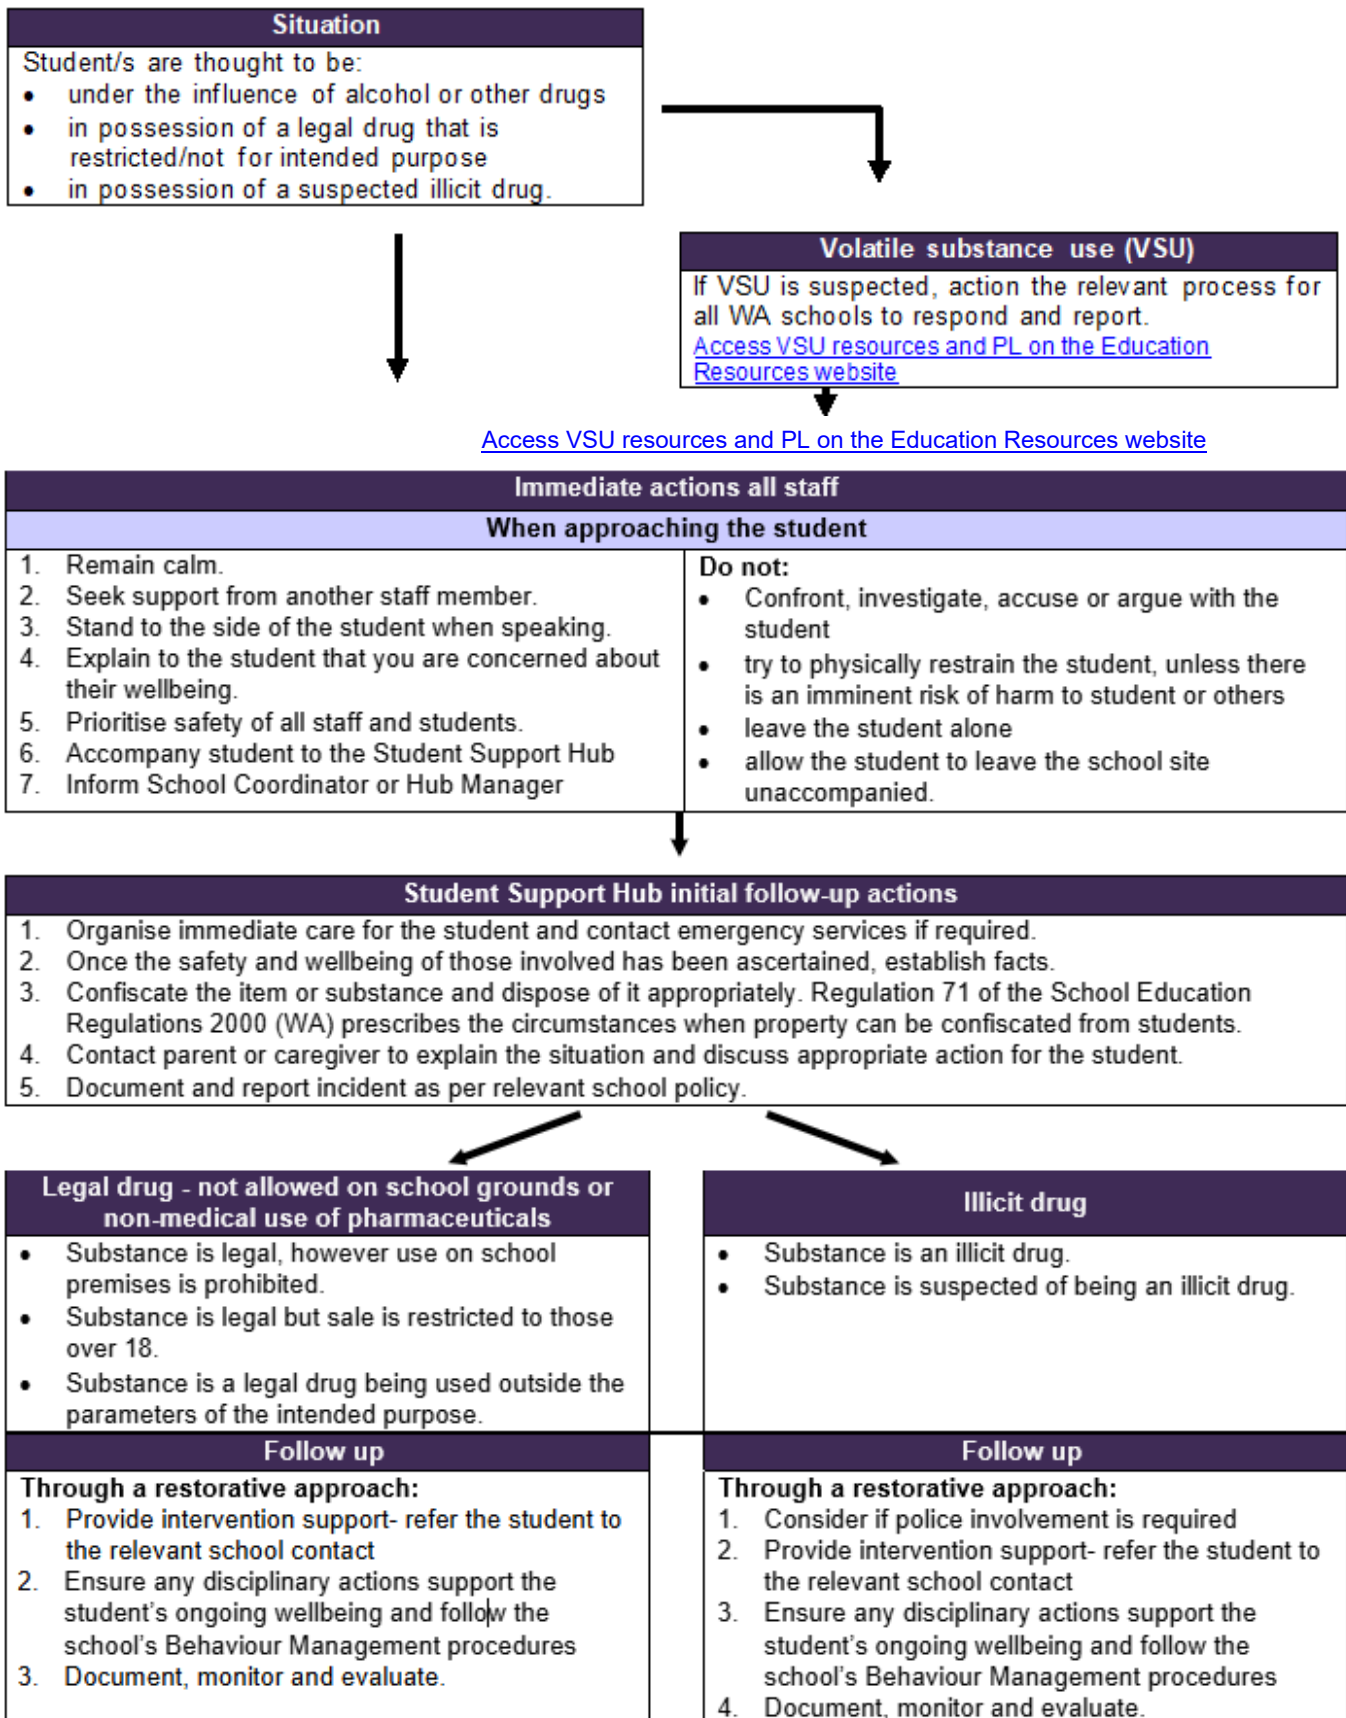 Situation
Student/s are thought to be:
• under the influence of alcohol or other drugs
• in possession of a legal drug that is
restricted/not for intended purpose
• in possession of a suspected illicit drug.
Volatile substance use (VSU)
If VSU is suspected, action the relevant process for
all WA schools to respond and report.
Access VSU resources and PL on the Education
Resources website
Access VSU resources and PL on the Education Resources website
Immediate actions all staff
When approaching the student
1. Remain calm.
2. Seek support from another staff member.
3. Stand to the side of the student when speaking.
4. Explain to the student that you are concerned about
their wellbeing.
5. Prioritise safety of all staff and students.
6. Accompany student to the Student Support Hub
7. Inform School Coordinator or Hub Manager
Do not:
• Confront, investigate, accuse or argue with the
student
• try to physically restrain the student, unless there
is an imminent risk of harm to student or others
• leave the student alone
• allow the student to leave the school site
unaccompanied.
Student Support Hub initial follow-up actions
1. Organise immediate care for the student and contact emergency services if required.
2. Once the safety and wellbeing of those involved has been ascertained, establish facts.
3. Confiscate the item or substance and dispose of it appropriately. Regulation 71 of the School Education
Regulations 2000 (WA) prescribes the circumstances when property can be confiscated from students.
4. Contact parent or caregiver to explain the situation and discuss appropriate action for the student.
5. Document and report incident as per relevant school policy.
Legal drug - not allowed on school grounds or
non-medical use of pharmaceuticals
• Substance is legal, however use on school
premises is prohibited.
• Substance is legal but sale is restricted to those
over 18.
• Substance is a legal drug being used outside the
parameters of the intended purpose.
Follow up
Through a restorative approach:
1. Provide intervention support- refer the student to
the relevant school contact
2. Ensure any disciplinary actions support the
student's ongoing wellbeing and follow the
school's Behaviour Management procedures
3. Document, monitor and evaluate.
Illicit drug
• Substance is an illicit drug.
• Substance is suspected of being an illicit drug.
Follow up
Through a restorative approach:
1. Consider if police involvement is required
2. Provide intervention support- refer the student to
the relevant school contact
3. Ensure any disciplinary actions support the
student's ongoing wellbeing and follow the
school's Behaviour Management procedures
4. Document, monitor and evaluate.